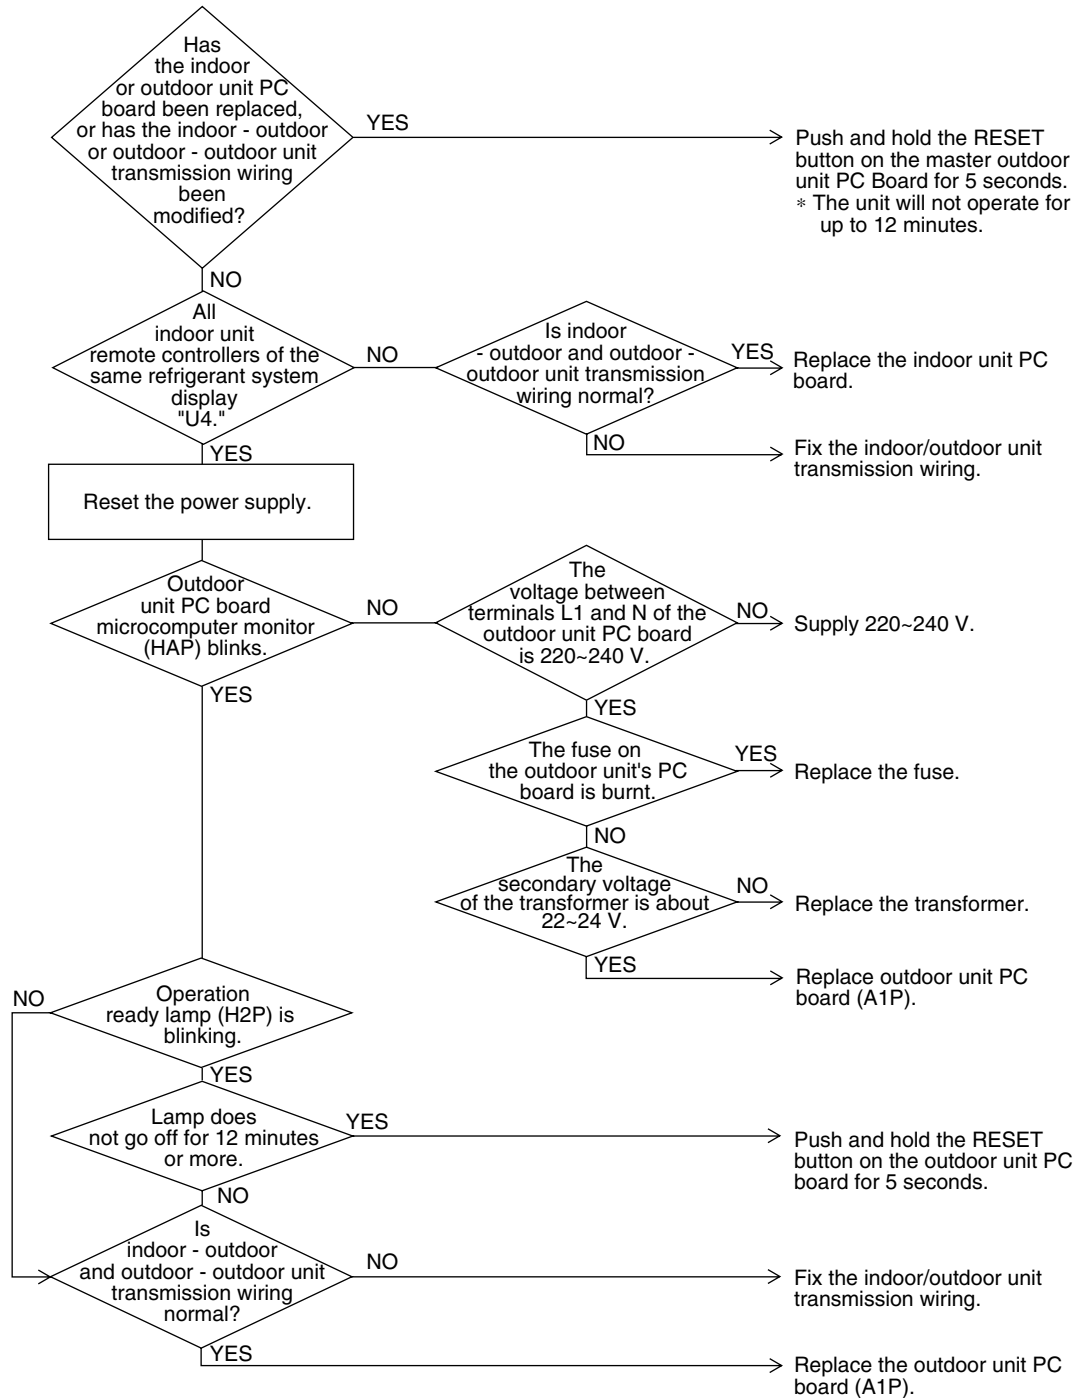 Has
the indoor
or outdoor unit PC
board been replaced,
or has the indoor - outdoor
or outdoor - outdoor unit
transmission wiring
been
modified?
YES
Push and hold the RESET
button on the master outdoor
unit PC Board for 5 seconds.
* The unit will not operate for
up to 12 minutes.
NO
All
indoor unit
remote controllers of the
same refrigerant system
display
"U4."
NO
Is indoor
- outdoor and outdoor -
outdoor unit transmission
wiring normal?
YES
Replace the indoor unit PC
board.
NO
Fix the indoor/outdoor unit
transmission wiring.
YES
Reset the power supply.
Outdoor
unit PC board
microcomputer monitor
(HAP) blinks.
NO
The
voltage between
terminals L1 and N of the
outdoor unit PC board
is 220~240 V.
NO
Supply 220~240 V.
YES
YES
The fuse on
the outdoor unit's PC
board is burnt.
YES
Replace the fuse.
NO
The
secondary voltage
of the transformer is about
22~24 V.
NO
Replace the transformer.
YES
Replace outdoor unit PC
board (A1P).
NO
Operation
ready lamp (H2P) is
blinking.
YES
Lamp does
not go off for 12 minutes
or more.
YES
Push and hold the RESET
button on the outdoor unit PC
board for 5 seconds.
NO
Is
indoor - outdoor
and outdoor - outdoor unit
transmission wiring
normal?
NO
Fix the indoor/outdoor unit
transmission wiring.
YES
Replace the outdoor unit PC
board (A1P).